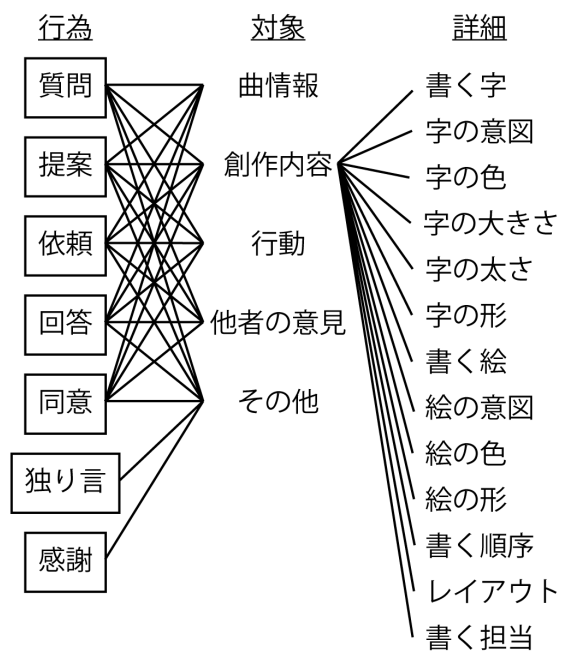 行為
質問
提案
依頼
回答
同意
独り言
感謝
対象
曲情報
創作内容
行動
他者の意見
その他
詳細
書く字
字の意図
字の色
字の大きさ
字の太さ
字の形
書く絵
絵の意図
絵の色
絵の形
書く順序
レイアウト
書く担当